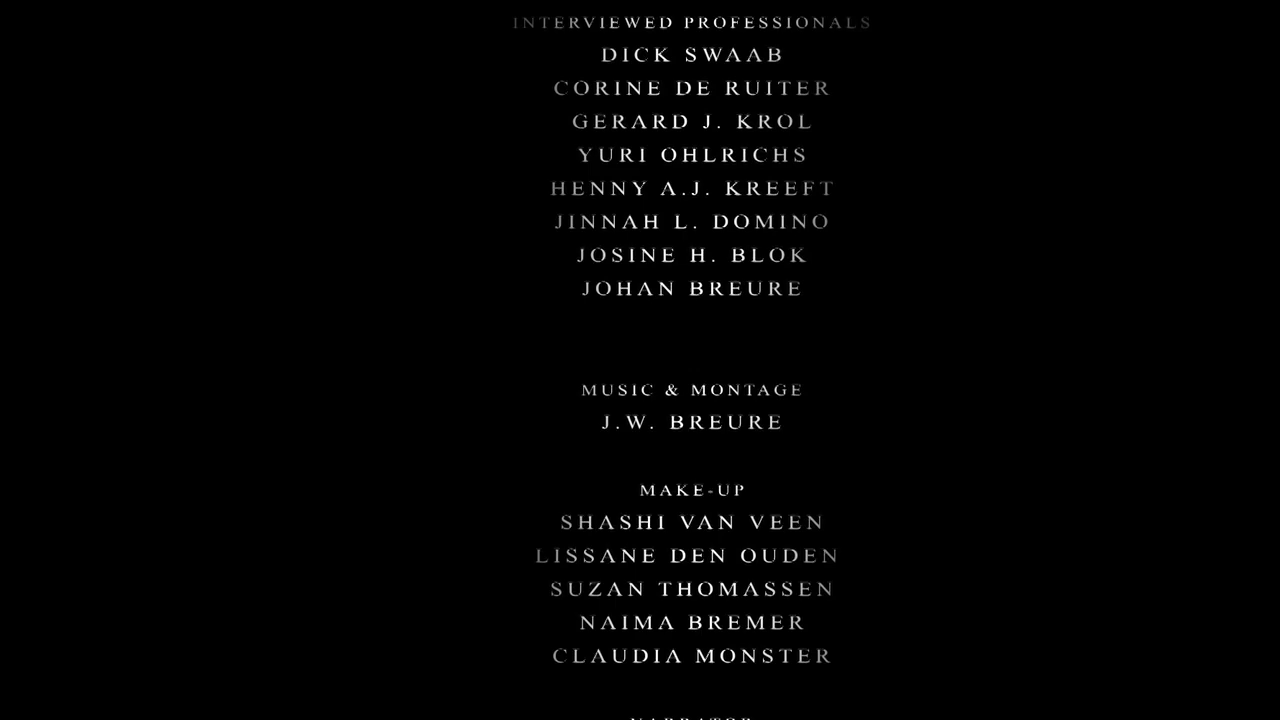 INTERVIEWED PROFESSIONALS
DICK SWAAB
CORINE DE RUITER
GERARD J. KROL
YURI OHLRICHS
HENNY A.J. KREEFT
JINNAH L. DOMINO
JOSINE H. BLOK
JOHAN BREURE
MUSIC & MONTAGE
J.W. BREURE
MAKE-UP
SHASHI VAN VEEN
LISSANE DEN OUDEN
SUZAN THOMASSEN
NAIMA BREMER
CLAUDIA MONSTER